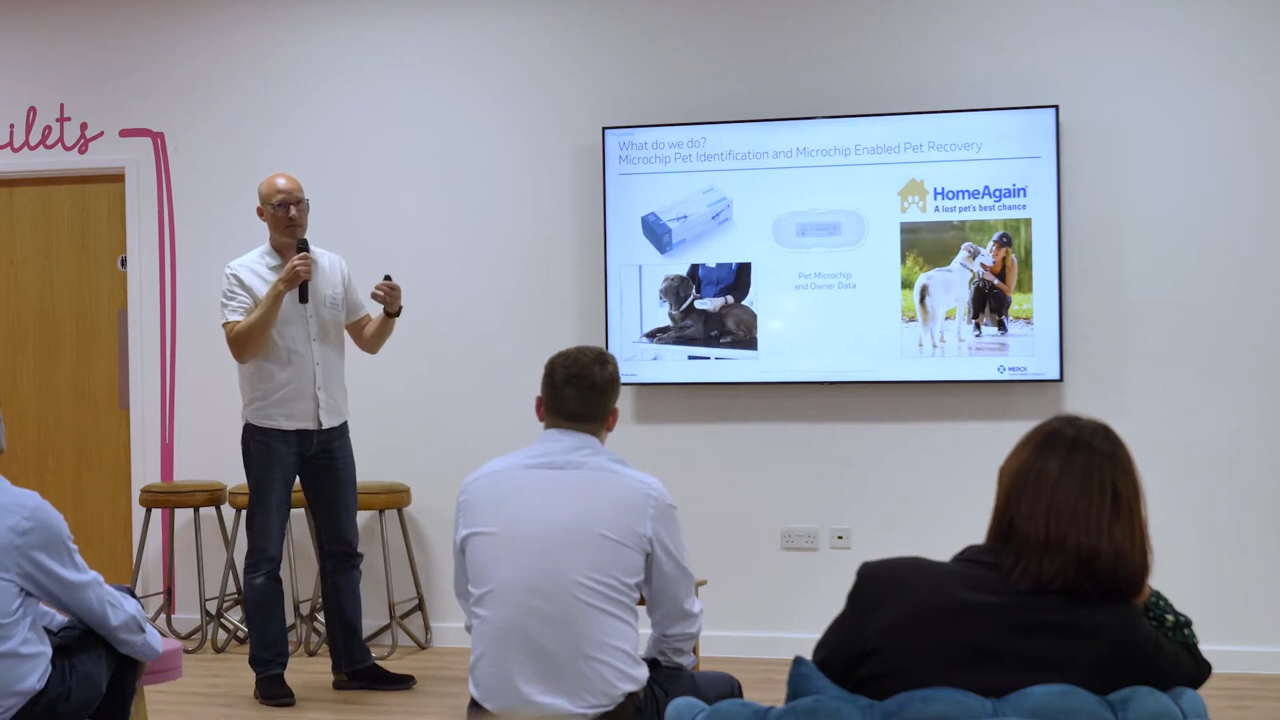 ilets
What do we do?
Microchip Pet Identification and Microchip Enabled Pet Recovery
HomeAgain
A lost pet's best chance
Pet Microchip
and Owner Data
MERCK